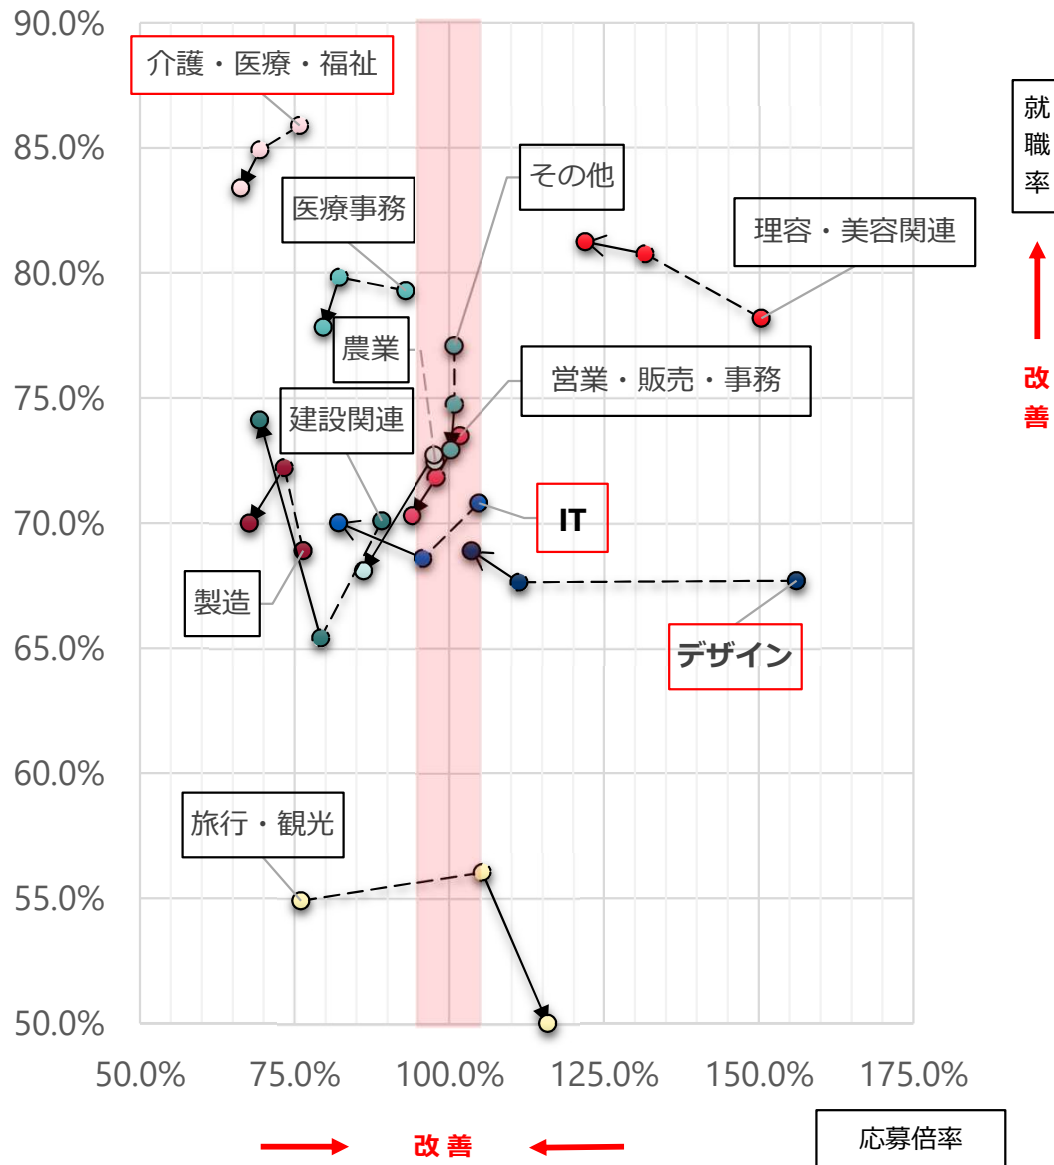 90.0%
85.0%
80.0%
75.0%
70.0%
65.0%
60.0%
55.0%
50.0%
介護・医療・福祉
医療事務
その他
理容・美容関連
農業
営業・販売・事務
建設関連
IT
製造
デザイン
旅行・観光
就職率
改善
50.0% 75.0% 100.0% 125.0% 150.0% 175.0%
改善
応募倍率